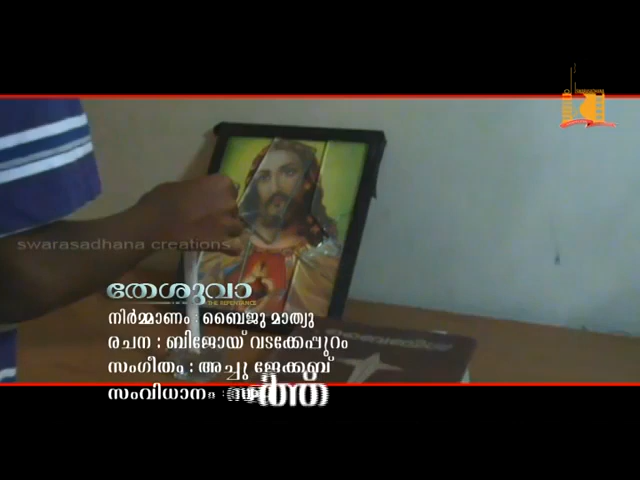 swarasadhana creations
തേശുവാ
THE REPENTANCE
നിർമ്മാണം : ബൈജു മാത്യു
രചന : ബിജോയ് വടക്കേപ്പുറം
സംഗീതം : അച്ചു ജേക്കബ്
സംവിധാനം